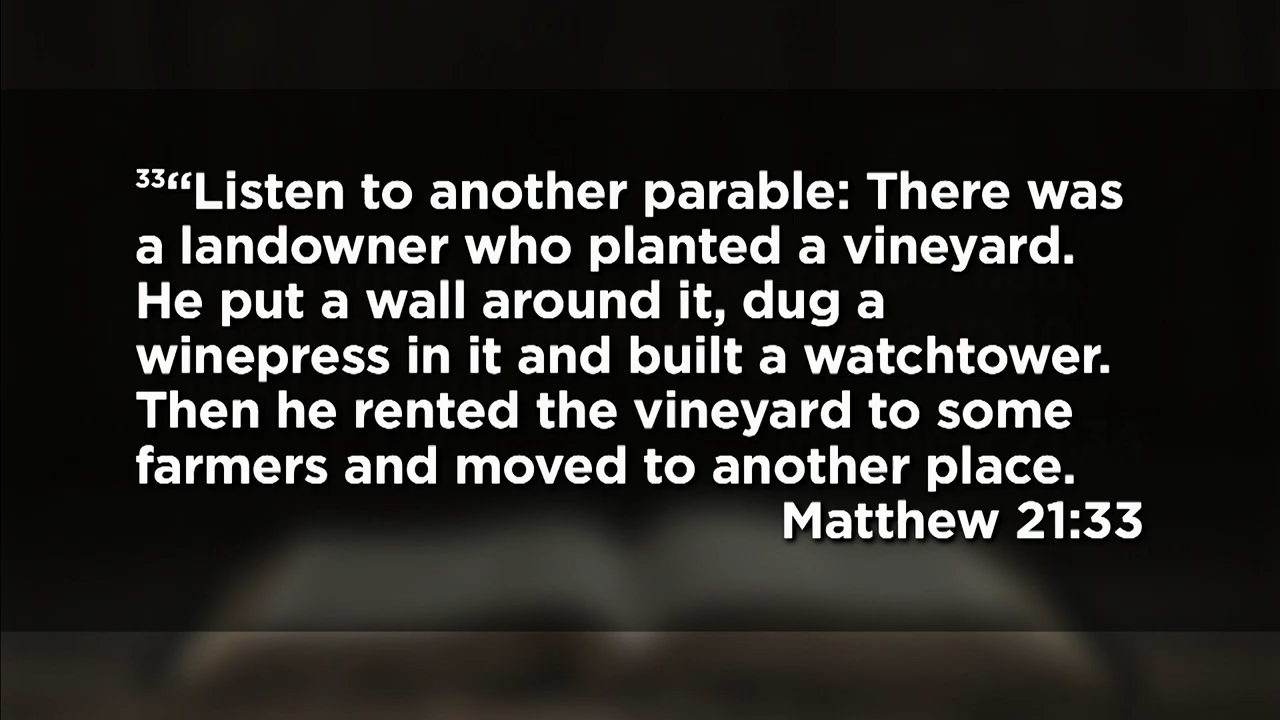 33“Listen to another parable: There was
a landowner who planted a vineyard.
He put a wall around it, dug a
winepress in it and built a watchtower.
Then he rented the vineyard to some
farmers and moved to another place.
Matthew 21:33